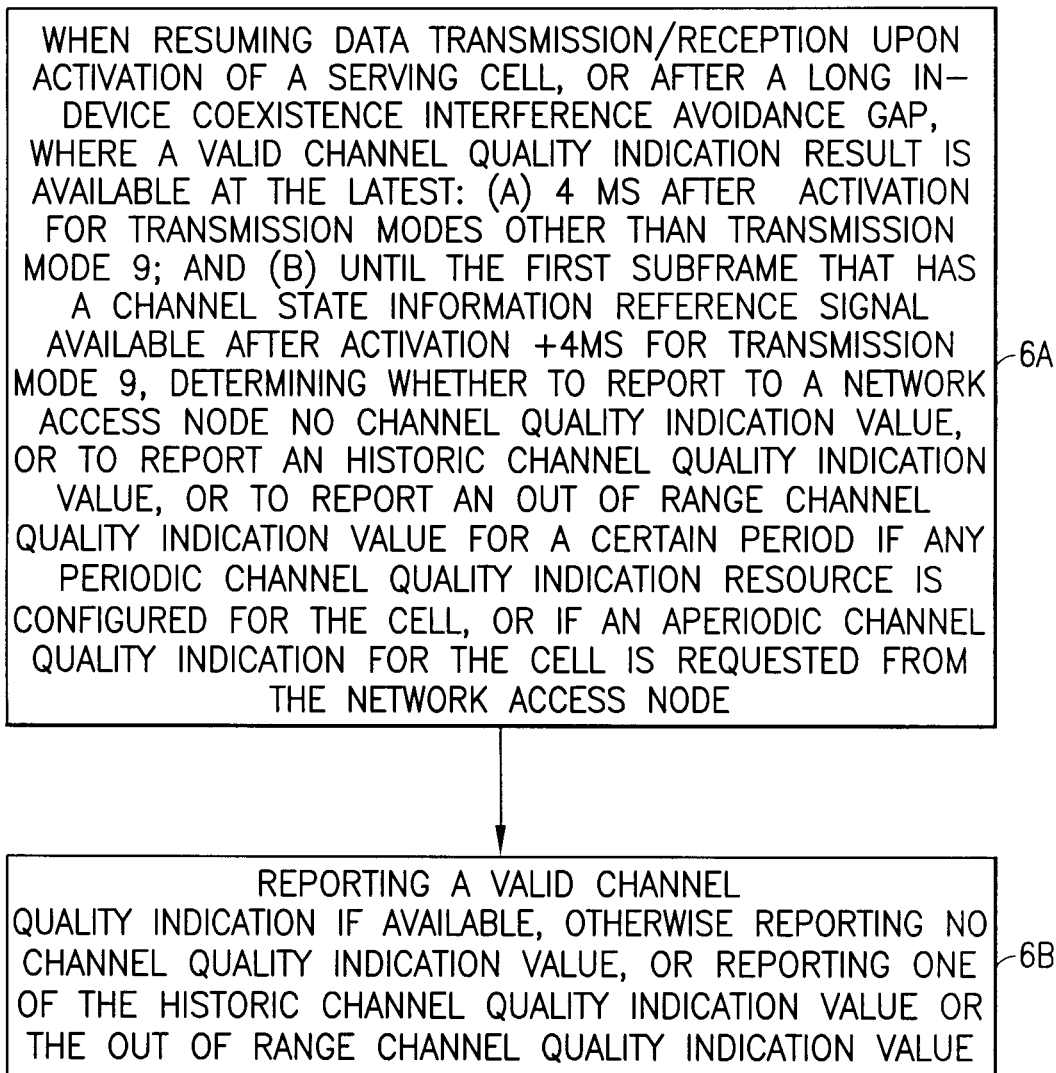 WHEN RESUMING DATA TRANSMISSION/RECEPTION UPON
ACTIVATION OF A SERVING CELL, OR AFTER A LONG IN-
DEVICE COEXISTENCE INTERFERENCE AVOIDANCE GAP,
WHERE A VALID CHANNEL QUALITY INDICATION RESULT IS
AVAILABLE AT THE LATEST: (A) 4 MS AFTER ACTIVATION
FOR TRANSMISSION MODES OTHER THAN TRANSMISSION
MODE 9; AND (B) UNTIL THE FIRST SUBFRAME THAT HAS
A CHANNEL STATE INFORMATION REFERENCE SIGNAL
AVAILABLE AFTER ACTIVATION +4MS FOR TRANSMISSION
MODE 9, DETERMINING WHETHER TO REPORT TO A NETWORK
ACCESS NODE NO CHANNEL QUALITY INDICATION VALUE,
OR TO REPORT AN HISTORIC CHANNEL QUALITY INDICATION
VALUE, OR TO REPORT AN OUT OF RANGE CHANNEL
QUALITY INDICATION VALUE FOR A CERTAIN PERIOD IF ANY
PERIODIC CHANNEL QUALITY INDICATION RESOURCE IS
CONFIGURED FOR THE CELL, OR IF AN APERIODIC CHANNEL
QUALITY INDICATION FOR THE CELL IS REQUESTED FROM
THE NETWORK ACCESS NODE
6A
REPORTING A VALID CHANNEL
QUALITY INDICATION IF AVAILABLE, OTHERWISE REPORTING NO
CHANNEL QUALITY INDICATION VALUE, OR REPORTING ONE
OF THE HISTORIC CHANNEL QUALITY INDICATION VALUE OR
THE OUT OF RANGE CHANNEL QUALITY INDICATION VALUE
6B